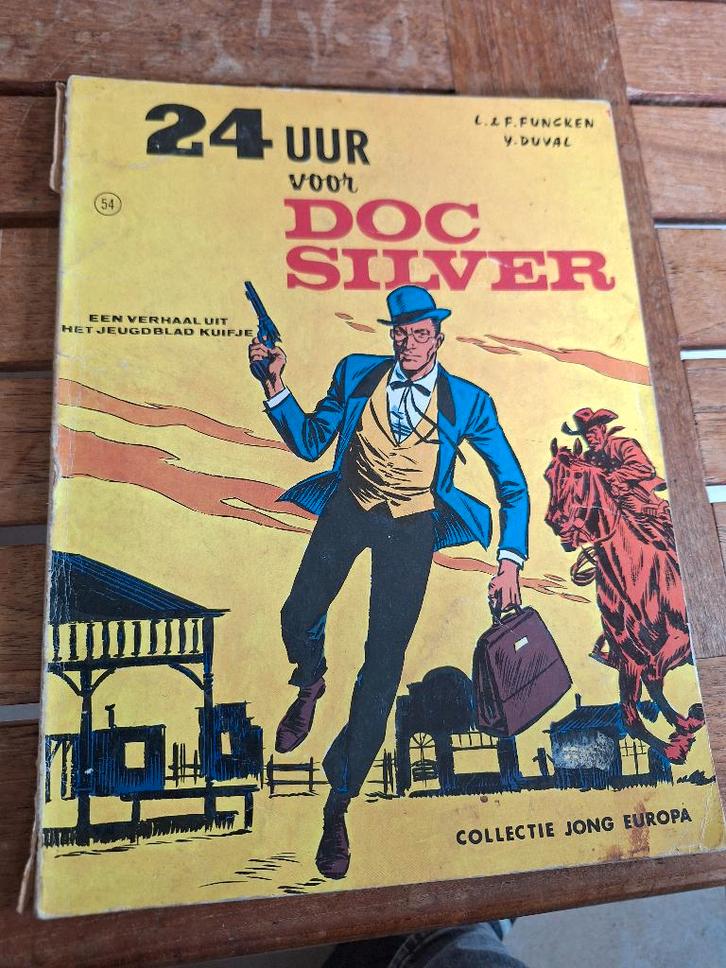 24 UUR
voor
DOC
SILVER
L. & F. FUNCKEN
Y. DUVAL
54
EEN VERHAAL UIT
HET JEUGDBLAD KUIFJE
COLLECTIE JONG EUROPA